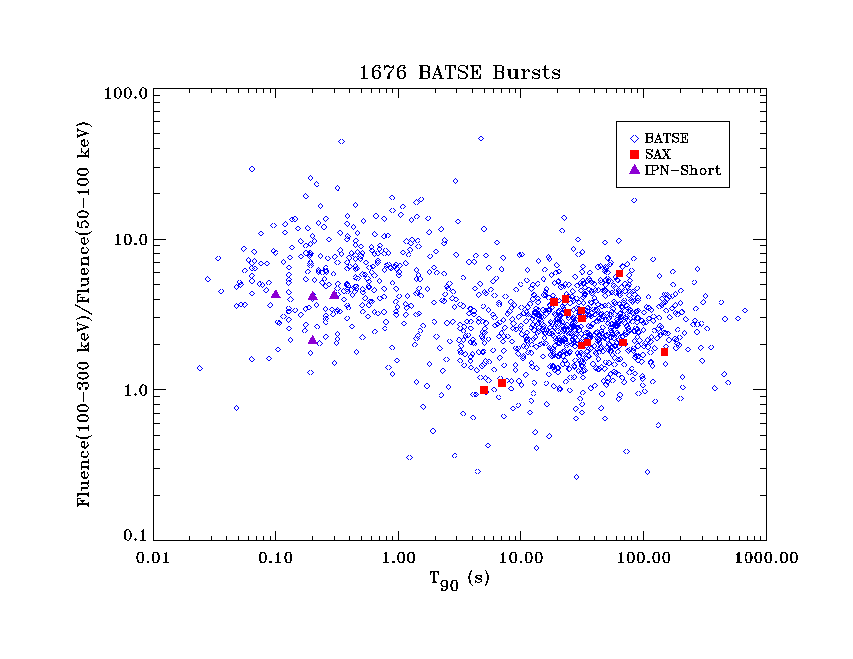 1676 BATSE Bursts
100.0
10.0
1.0
0.1
Fluence(100-300 keV)/Fluence(50-100 keV)
BATSE
SAX
IPN-Short
0.01
0.10
1.00
10.00
100.00
1000.00
T90 (s)